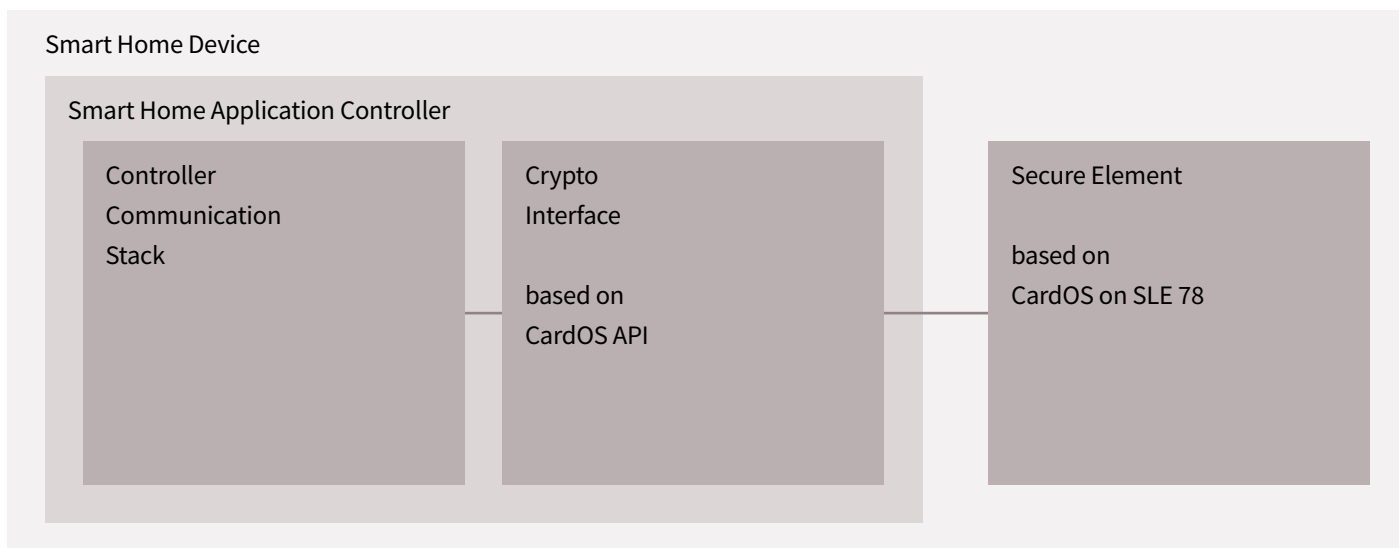 Smart Home Device
Smart Home Application Controller
Controller
Communication
Stack
Crypto
Interface
based on
CardOS API
Secure Element
based on
CardOS on SLE 78